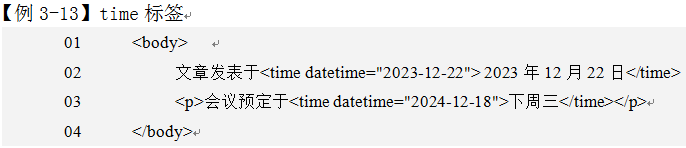 【例 3-13】time 标签
01 <body>
02 文章发表于<time datetime="2023-12-22"> 2023 年 12 月 22 日</time>
03 <p>会议预定于<time datetime="2024-12-18">下周三</time></p>
04 </body>